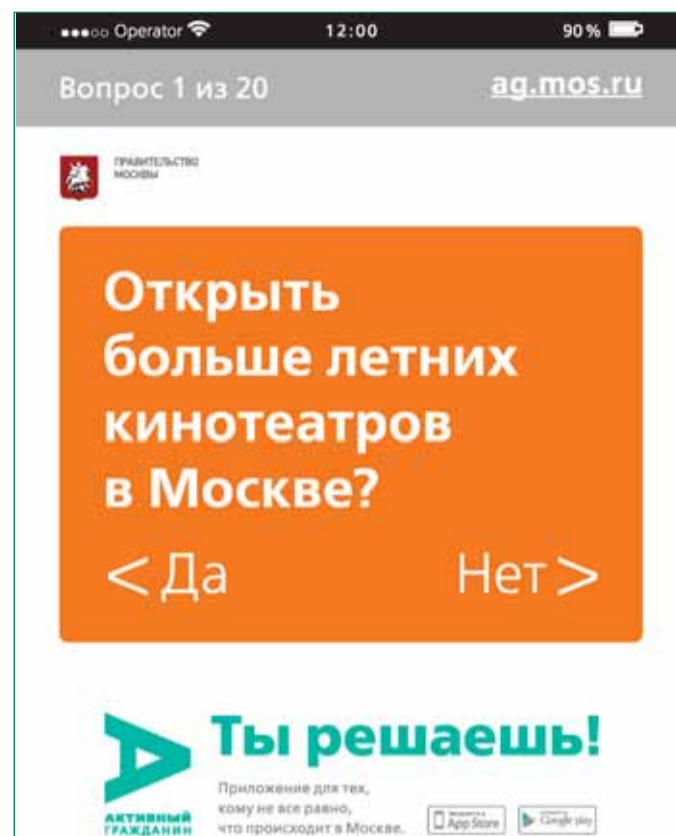 Operator 12:00 90 %
Вопрос 1 из 20 ag.mos.ru
ПРАВИТЕЛЬСТВО
МОСКВЫ
Открыть
больше летних
кинотеатров
в Москве?
< Да Нет >
Ты решаешь!
Приложение для тех,
кому не все равно,
что происходит в Москве.
АКТИВНЫЙ
ГРАЖДАНИН
App Store
Google play